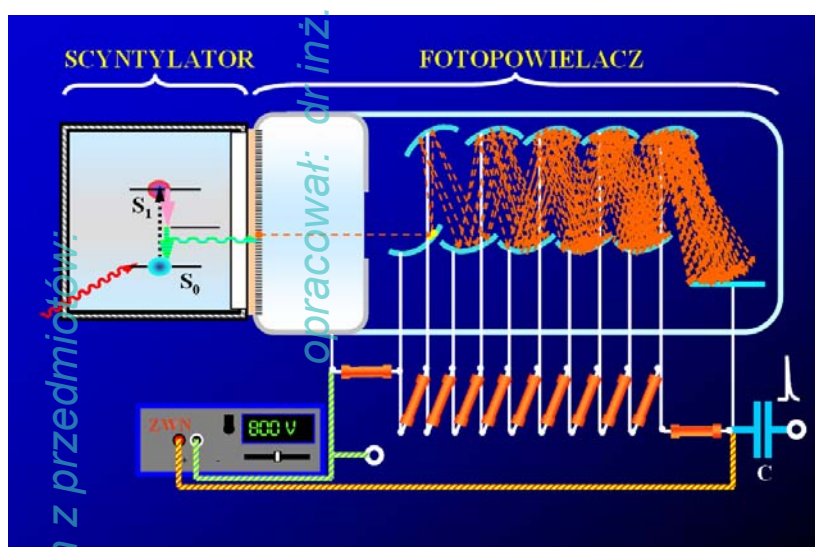 SCYNTYLATOR
FOTOPOWIELACZ
S1
S0
ZWN
800 V
+ -
C
opracował: dr inż.
z przedmiotów: